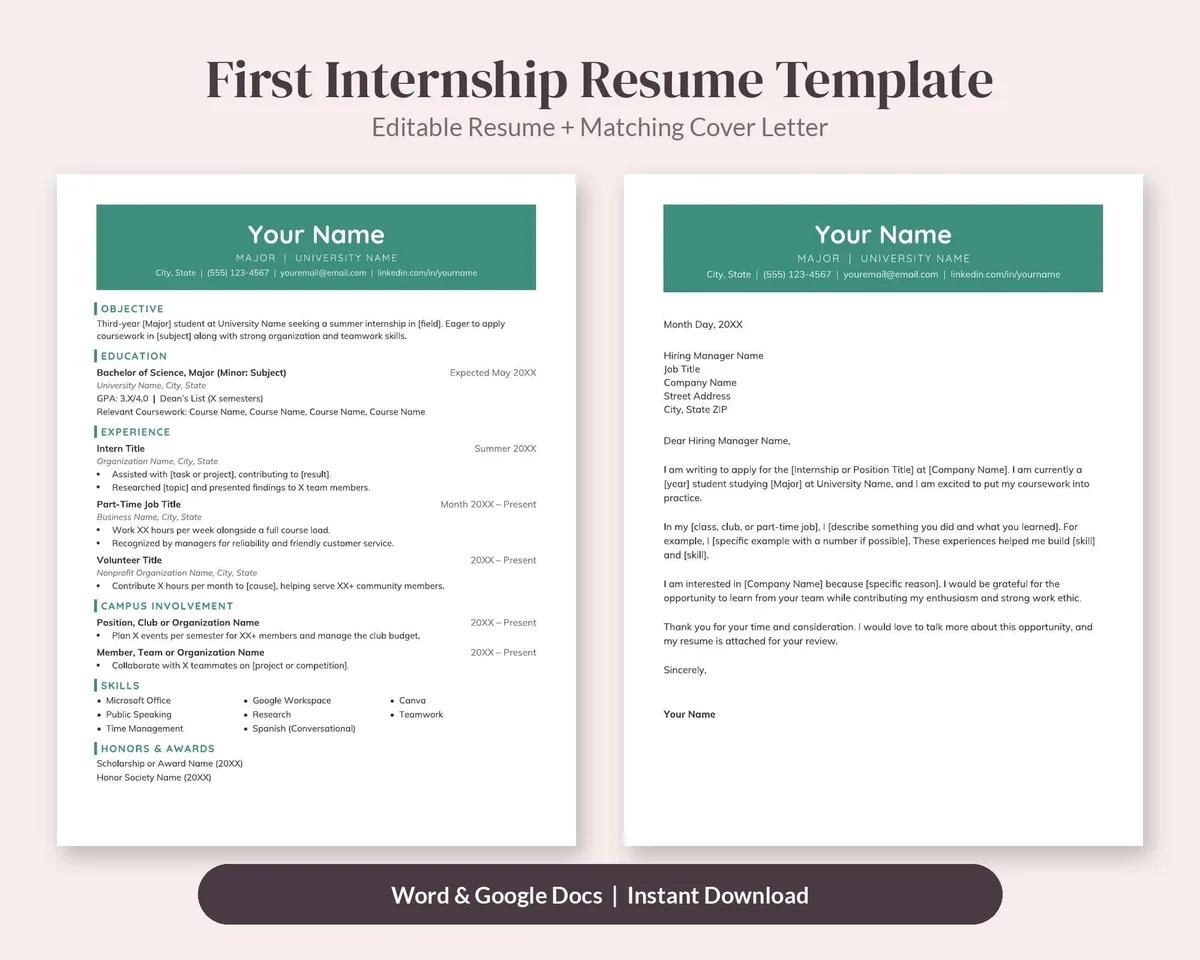 First Internship Resume Template
Editable Resume + Matching Cover Letter
Your Name
MAJOR | UNIVERSITY NAME
City, State | (555) 123-4567 | youremail@email.com | linkedin.com/in/yourname
OBJECTIVE
Third-year [Major] student at University Name seeking a summer internship in [field]. Eager to apply
coursework in [subject] along with strong organization and teamwork skills.
EDUCATION
Bachelor of Science, Major (Minor: Subject) Expected May 20XX
University Name, City, State
GPA: 3.X/4.0 | Dean's List (X semesters)
Relevant Coursework: Course Name, Course Name, Course Name, Course Name
EXPERIENCE
Intern Title Summer 20XX
Organization Name, City, State
• Assisted with [task or project], contributing to [result].
• Researched [topic] and presented findings to X team members.
Part-Time Job Title Month 20XX – Present
Business Name, City, State
• Work XX hours per week alongside a full course load.
• Recognized by managers for reliability and friendly customer service.
Volunteer Title 20XX – Present
Nonprofit Organization Name, City, State
• Contribute X hours per month to [cause], helping serve XX+ community members.
CAMPUS INVOLVEMENT
Position, Club or Organization Name 20XX – Present
• Plan X events per semester for XX+ members and manage the club budget.
Member, Team or Organization Name 20XX – Present
• Collaborate with X teammates on [project or competition].
SKILLS
• Microsoft Office • Google Workspace • Canva
• Public Speaking • Research • Teamwork
• Time Management • Spanish (Conversational)
HONORS & AWARDS
Scholarship or Award Name (20XX)
Honor Society Name (20XX)
Your Name
MAJOR | UNIVERSITY NAME
City, State | (555) 123-4567 | youremail@email.com | linkedin.com/in/yourname
Month Day, 20XX
Hiring Manager Name
Job Title
Company Name
Street Address
City, State ZIP
Dear Hiring Manager Name,
I am writing to apply for the [Internship or Position Title] at [Company Name]. I am currently a
[year] student studying [Major] at University Name, and I am excited to put my coursework into
practice.
In my [class, club, or part-time job], I [describe something you did and what you learned]. For
example, I [specific example with a number if possible]. These experiences helped me build [skill]
and [skill].
I am interested in [Company Name] because [specific reason]. I would be grateful for the
opportunity to learn from your team while contributing my enthusiasm and strong work ethic.
Thank you for your time and consideration. I would love to talk more about this opportunity, and
my resume is attached for your review.
Sincerely,
Your Name
Word & Google Docs | Instant Download